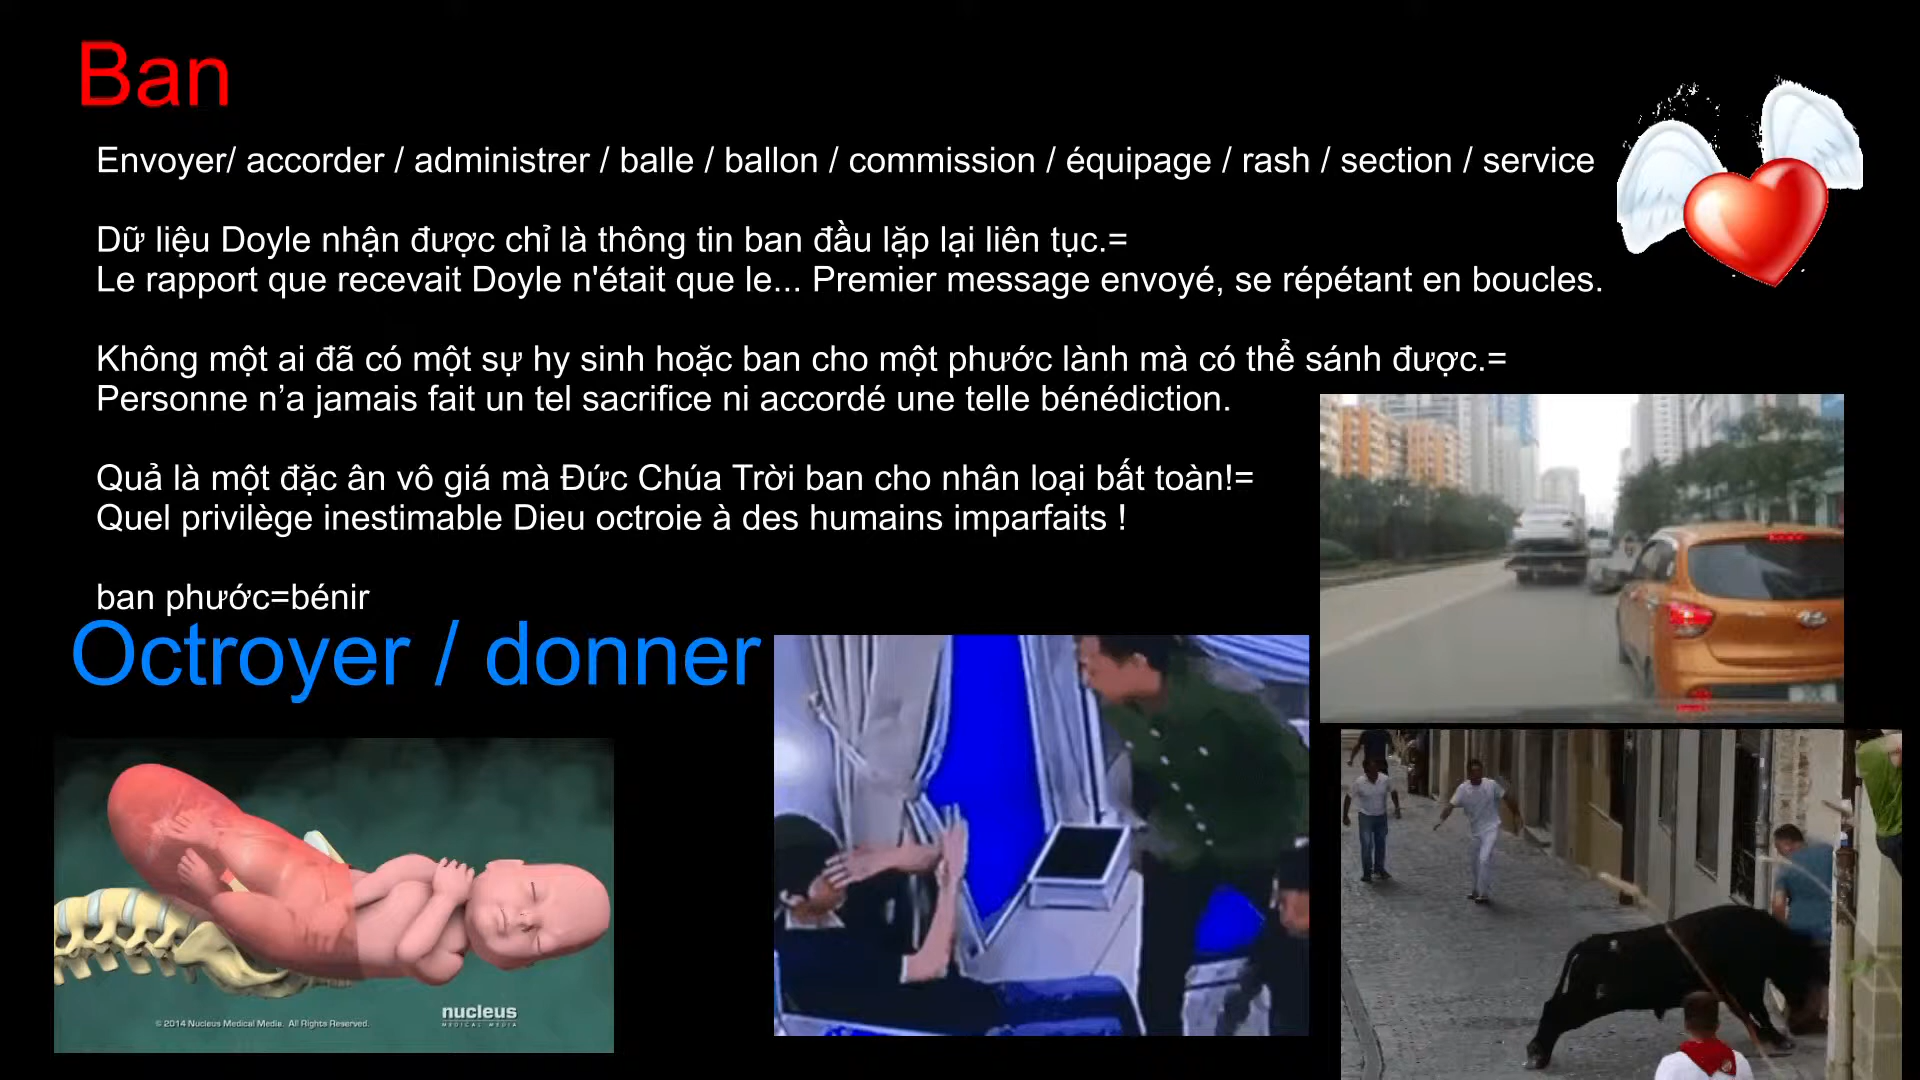 Ban
Envoyer/ accorder / administrer / balle / ballon / commission / équipage / rash / section / service
Dữ liệu Doyle nhận được chỉ là thông tin ban đầu lặp lại liên tục.=
Le rapport que recevait Doyle n'était que le... Premier message envoyé, se répétant en boucles.
Không một ai đã có một sự hy sinh hoặc ban cho một phước lành mà có thể sánh được.=
Personne n’a jamais fait un tel sacrifice ni accordé une telle bénédiction.
Quả là một đặc ân vô giá mà Đức Chúa Trời ban cho nhân loại bất toàn!=
Quel privilège inestimable Dieu octroie à des humains imparfaits !
ban phước=bénir
Octroyer / donner
nucleus
MEDICAL MEDIA
© 2014 Nucleus Medical Media. All Rights Reserved.